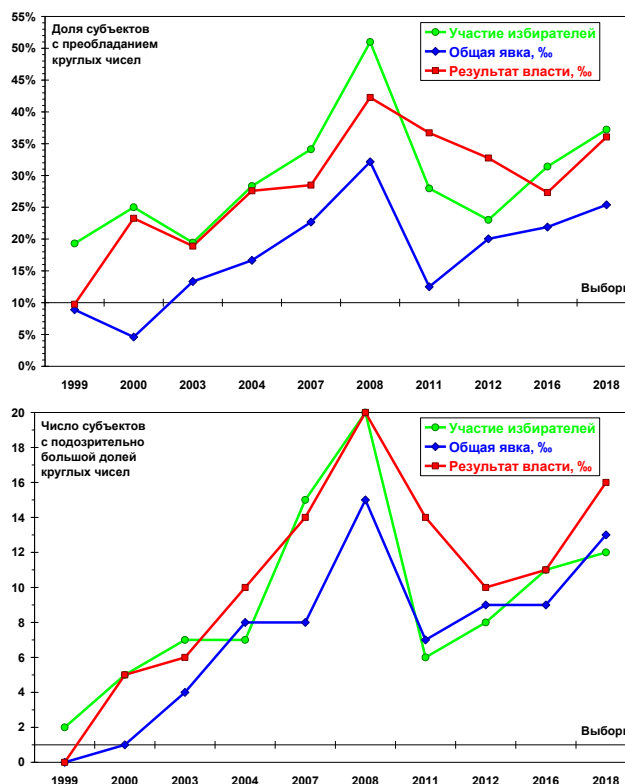 55%
50%
45%
40%
35%
30%
25%
20%
15%
10%
5%
0%
Доля субъектов
с преобладанием
круглых чисел
Участие избирателей
Общая явка, ‰
Результат власти, ‰
Выборы
1999 2000 2003 2004 2007 2008 2011 2012 2016 2018
20
18
16
14
12
10
8
6
4
2
0
Число субъектов
с подозрительно
большой долей
круглых чисел
Участие избирателей
Общая явка, ‰
Результат власти, ‰
Выборы
1999 2000 2003 2004 2007 2008 2011 2012 2016 2018